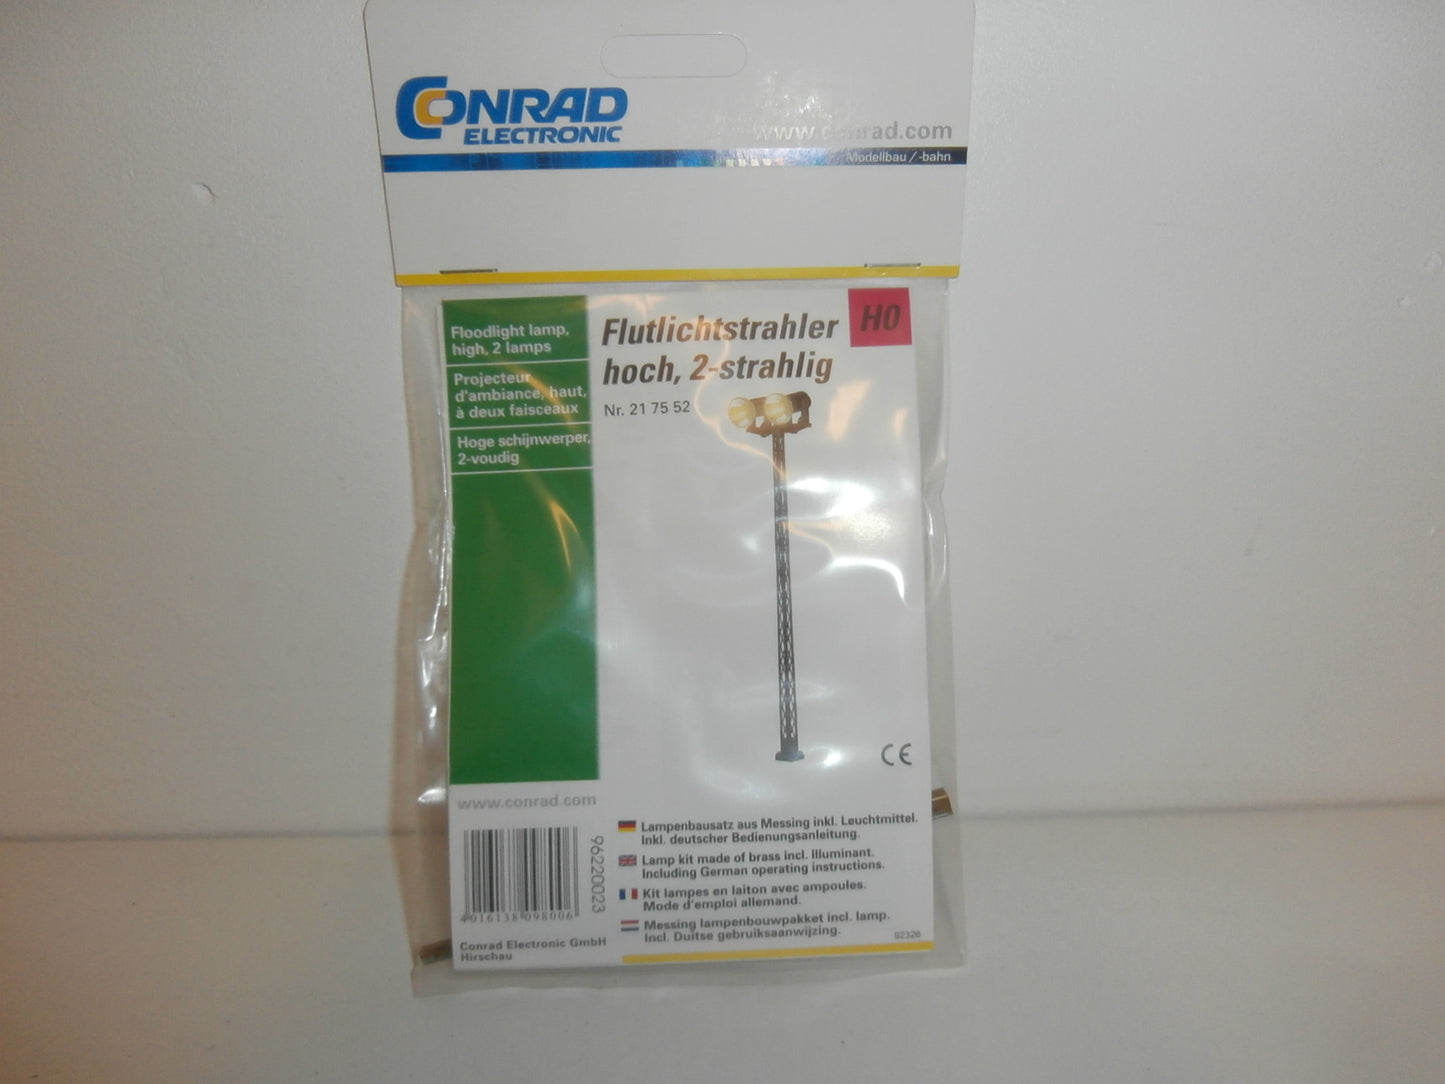 CONRAD
ELECTRONIC
www.conrad.com
Modellbau / -bahn
Floodlight lamp,
high, 2 lamps
Projecteur
d'ambiance, haut,
à deux faisceaux
Hoge schijnwerper,
2-voudig
Flutlichtstrahler
hoch, 2-strahlig
H0
Nr. 21 75 52
CE
www.conrad.com
4016138098006
96220023
Conrad Electronic GmbH
Hirschau
Lampenbausatz aus Messing inkl. Leuchtmittel.
Inkl. deutscher Bedienungsanleitung.
Lamp kit made of brass incl. Illuminant.
Including German operating instructions.
Kit lampes en laiton avec ampoules.
Mode d'emploi allemand.
Messing lampenbouwpakket incl. lamp.
Incl. Duitse gebruiksaanwijzing.
92326